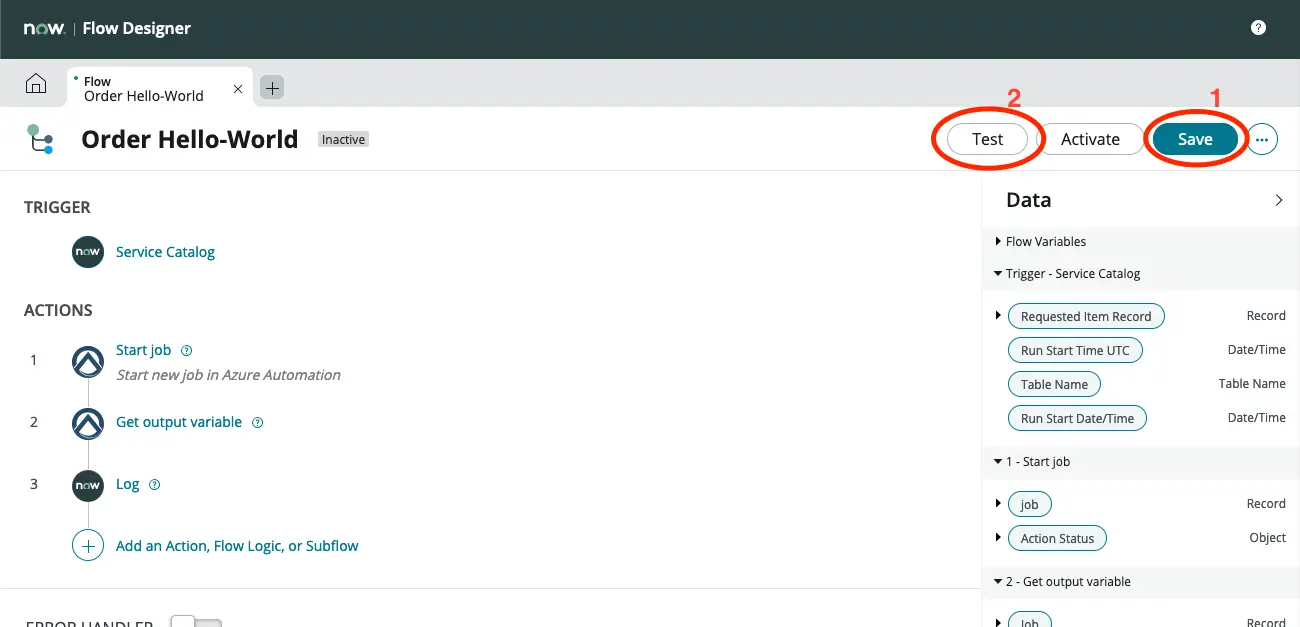 now. | Flow Designer
?
Flow
Order Hello-World
2
1
Order Hello-World Inactive
Test Activate Save ...
TRIGGER
now Service Catalog
ACTIONS
1 Start job ?
Start new job in Azure Automation
2 Get output variable ?
3 now Log ?
Add an Action, Flow Logic, or Subflow
ERROR HANDLER
Data
Flow Variables
Trigger - Service Catalog
Requested Item Record Record
Run Start Time UTC Date/Time
Table Name Table Name
Run Start Date/Time Date/Time
1 - Start job
job Record
Action Status Object
2 - Get output variable
Job Record